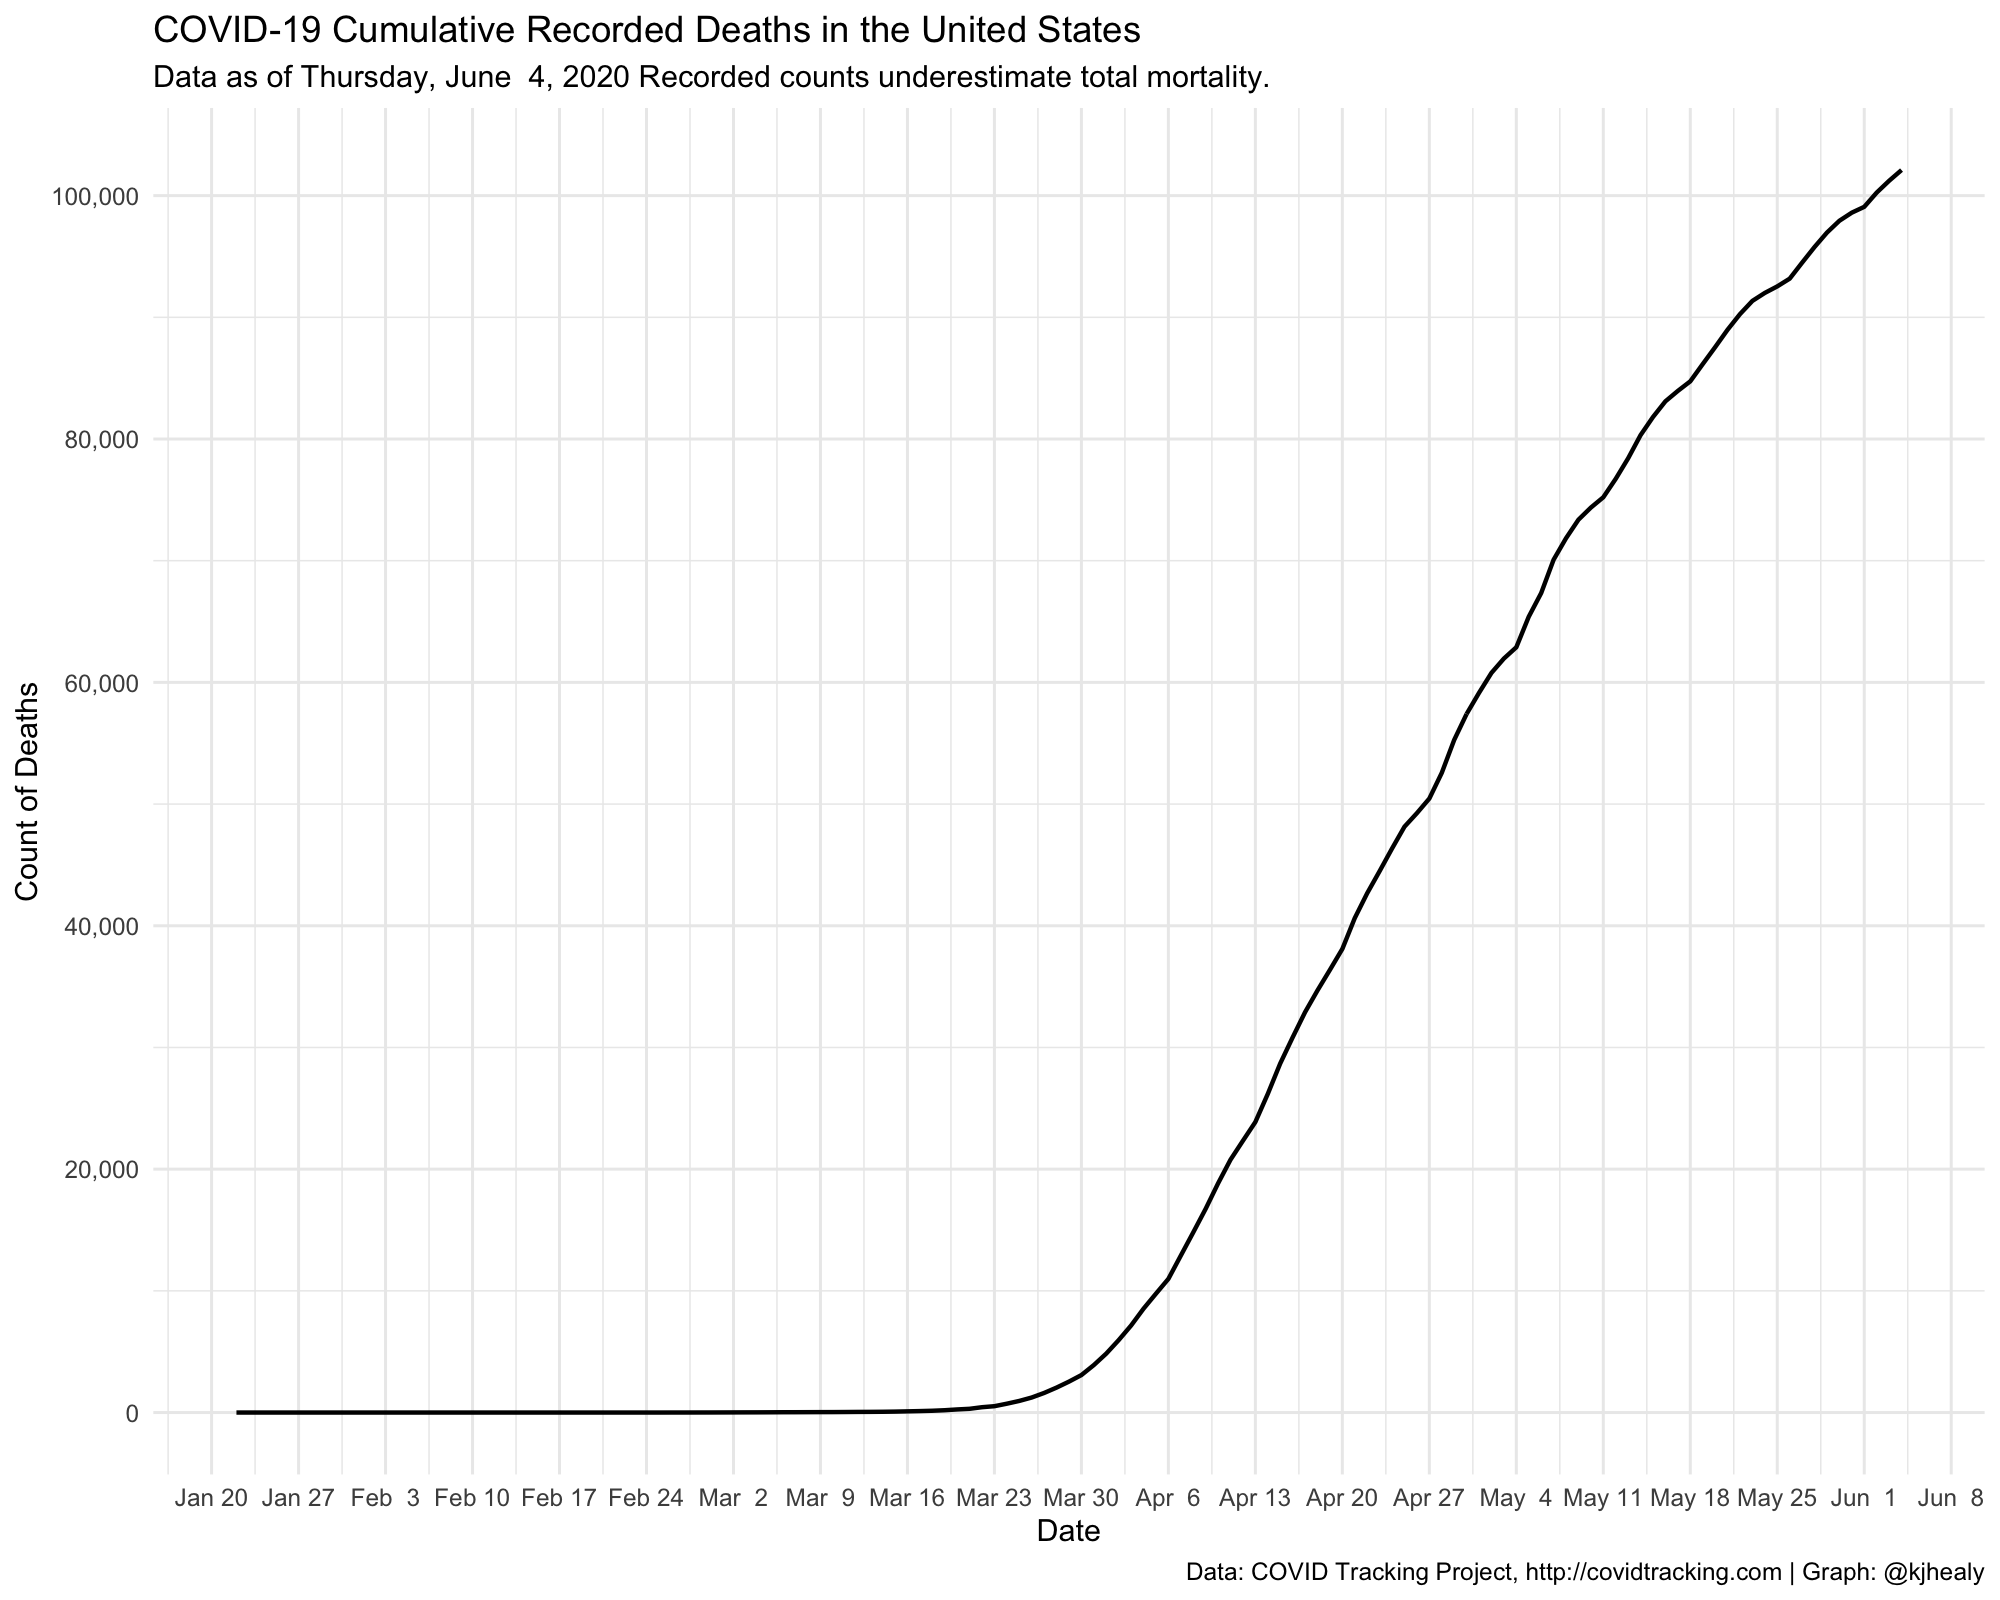 COVID-19 Cumulative Recorded Deaths in the United States
Data as of Thursday, June  4, 2020 Recorded counts underestimate total mortality.
100,000
80,000
60,000
40,000
20,000
0
Count of Deaths
Jan 20 Jan 27 Feb  3 Feb 10 Feb 17 Feb 24 Mar  2 Mar  9 Mar 16 Mar 23 Mar 30 Apr  6 Apr 13 Apr 20 Apr 27 May  4 May 11 May 18 May 25 Jun  1 Jun  8
Date
Data: COVID Tracking Project, http://covidtracking.com | Graph: @kjhealy